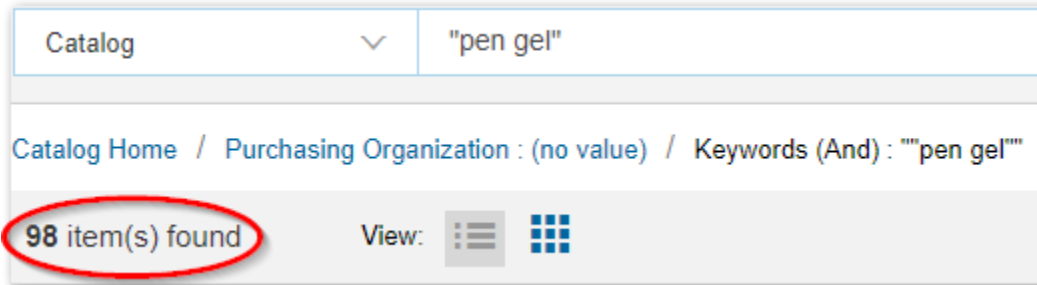 Catalog "pen gel"
Catalog Home / Purchasing Organization : (no value) / Keywords (And) : ""pen gel""
98 item(s) found View: